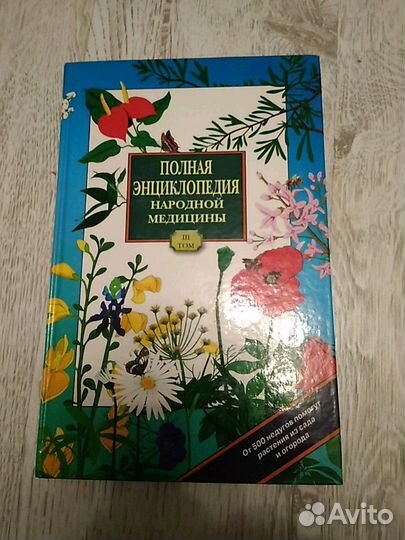 ПОЛНАЯ
ЭНЦИКЛОПЕДИЯ
НАРОДНОЙ
МЕДИЦИНЫ
III
ТОМ
От 500 недугов помогут
растения из сада
и огорода
Avito